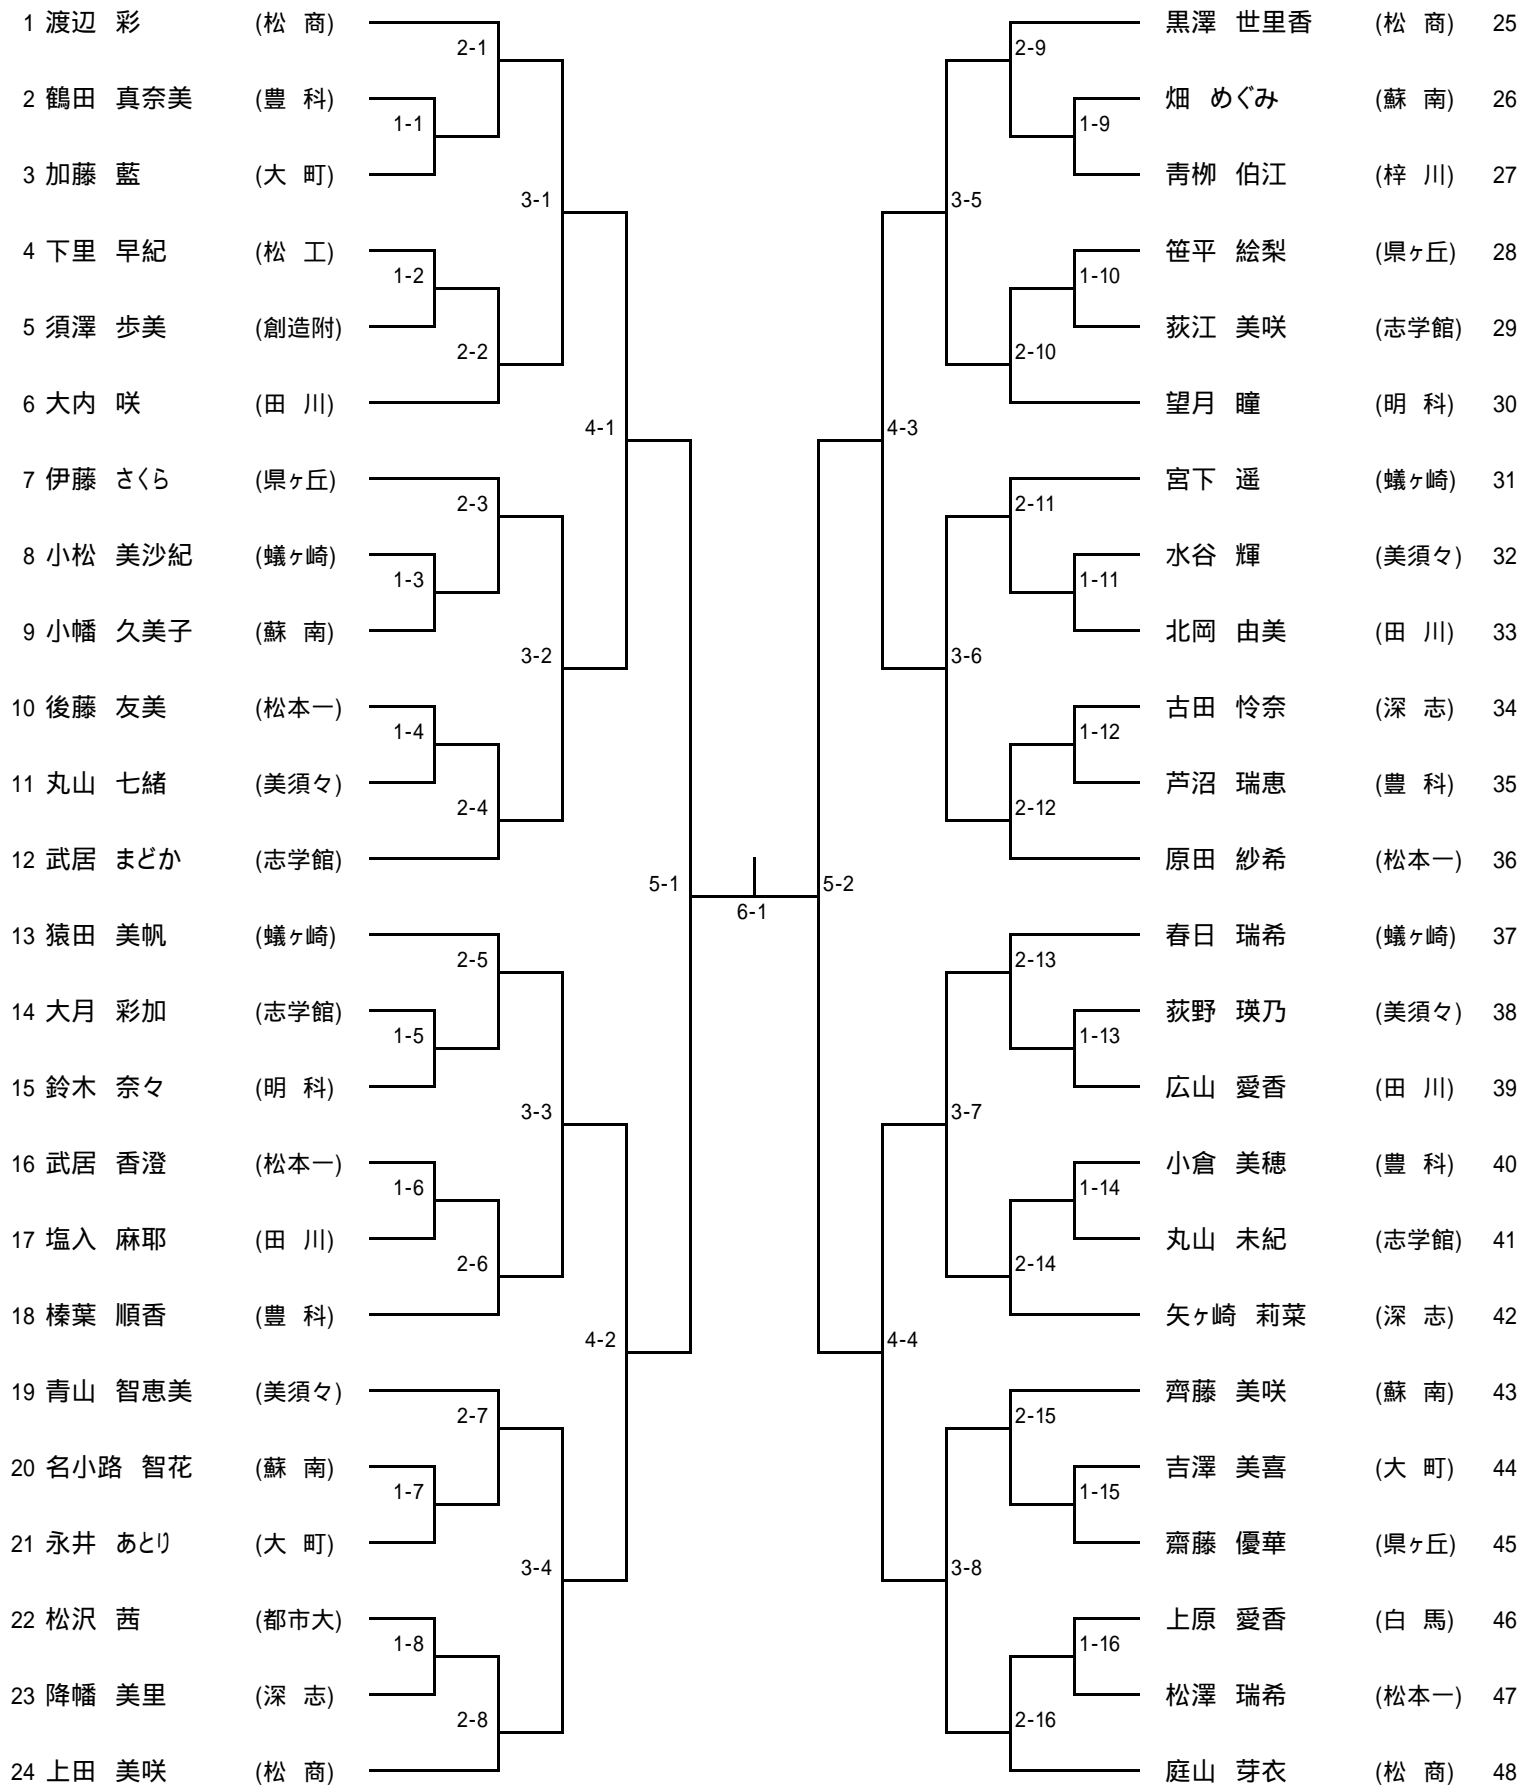 1 渡辺 彩 (松 商)
2-1
2 鶴田 真奈美 (豊 科)
1-1
3 加藤 藍 (大 町)
3-1
4 下里 早紀 (松 工)
1-2
5 須澤 歩美 (創造附)
2-2
6 大内 咲 (田 川)
4-1
7 伊藤 さくら (県ヶ丘)
2-3
8 小松 美沙紀 (蟻ヶ崎)
1-3
9 小幡 久美子 (蘇 南)
3-2
10 後藤 友美 (松本一)
1-4
11 丸山 七緒 (美須々)
2-4
12 武居 まどか (志学館)
5-1
13 猿田 美帆 (蟻ヶ崎)
2-5
14 大月 彩加 (志学館)
1-5
15 鈴木 奈々 (明 科)
3-3
16 武居 香澄 (松本一)
1-6
17 塩入 麻耶 (田 川)
2-6
18 榛葉 順香 (豊 科)
4-2
19 青山 智恵美 (美須々)
2-7
20 名小路 智花 (蘇 南)
1-7
21 永井 あとり (大 町)
3-4
22 松沢 茜 (都市大)
1-8
23 降幡 美里 (深 志)
2-8
24 上田 美咲 (松 商)
6-1
黒澤 世里香 (松 商) 25
2-9
畑 めぐみ (蘇 南) 26
1-9
青栁 伯江 (梓 川) 27
3-5
笹平 絵梨 (県ヶ丘) 28
1-10
荻江 美咲 (志学館) 29
2-10
望月 瞳 (明 科) 30
4-3
宮下 遥 (蟻ヶ崎) 31
2-11
水谷 輝 (美須々) 32
1-11
北岡 由美 (田 川) 33
3-6
古田 怜奈 (深 志) 34
1-12
芦沼 瑞恵 (豊 科) 35
2-12
原田 紗希 (松本一) 36
5-2
春日 瑞希 (蟻ヶ崎) 37
2-13
荻野 瑛乃 (美須々) 38
1-13
広山 愛香 (田 川) 39
3-7
小倉 美穂 (豊 科) 40
1-14
丸山 未紀 (志学館) 41
2-14
矢ヶ崎 莉菜 (深 志) 42
4-4
齊藤 美咲 (蘇 南) 43
2-15
吉澤 美喜 (大 町) 44
1-15
齋藤 優華 (県ヶ丘) 45
3-8
上原 愛香 (白 馬) 46
1-16
松澤 瑞希 (松本一) 47
2-16
庭山 芽衣 (松 商) 48